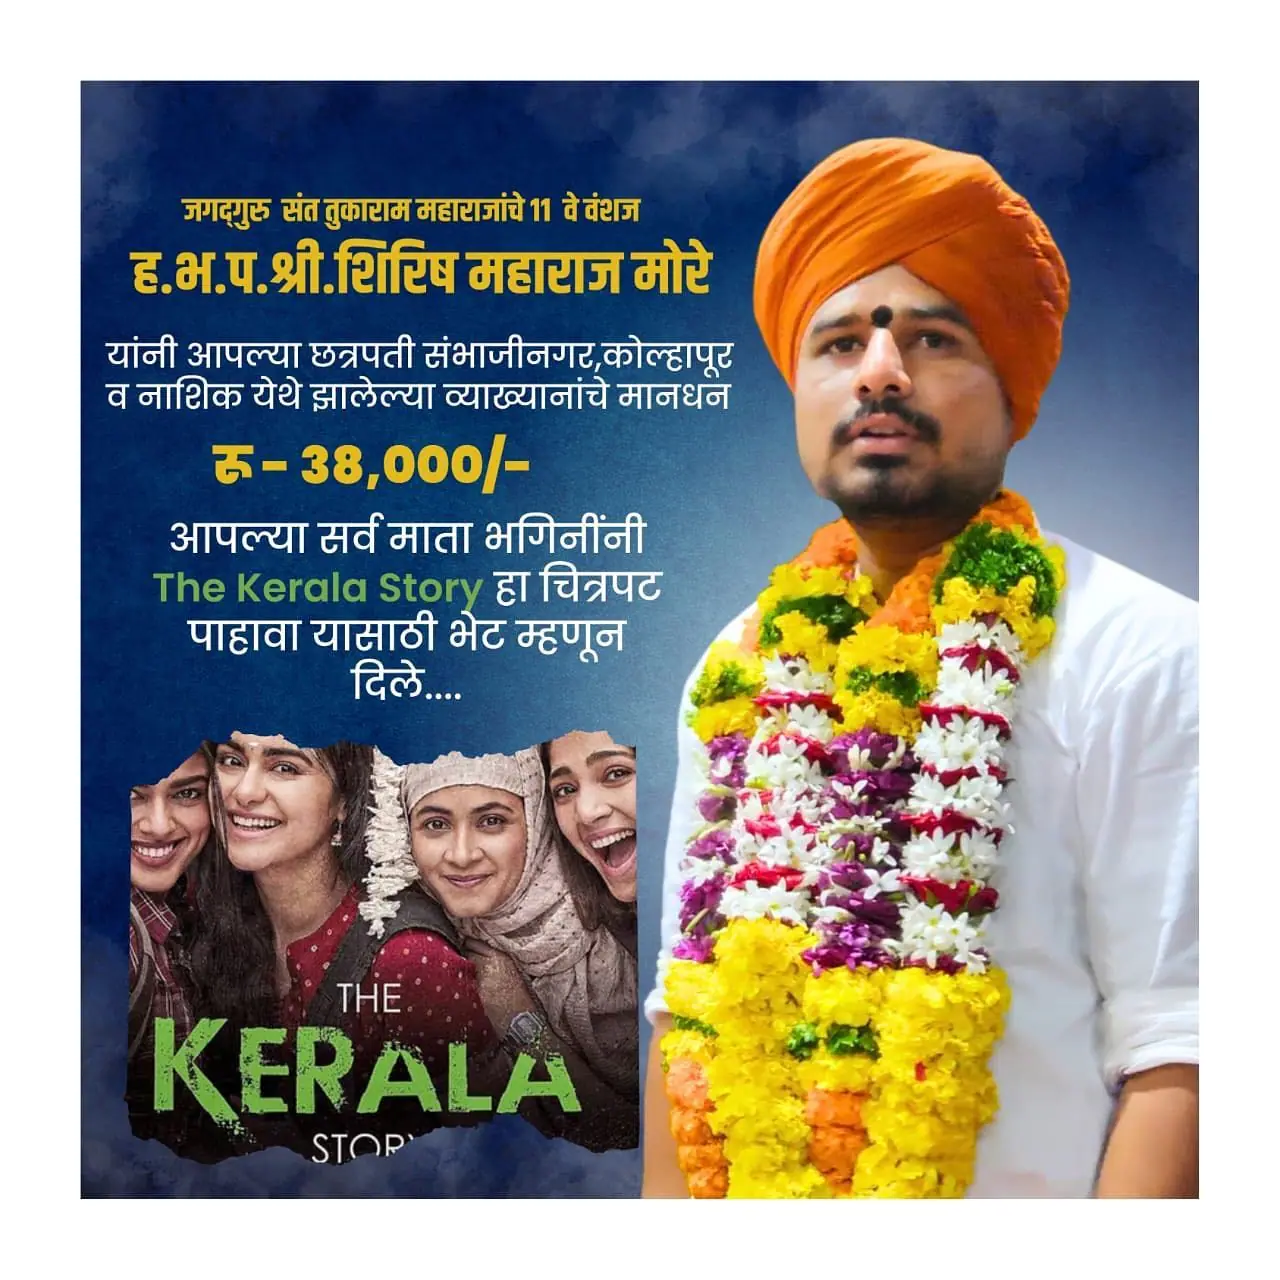 जगद्गुरु संत तुकाराम महाराजांचे 11 वे वंशज
ह.भ.प.श्री.शिरिष महाराज मोरे
यांनी आपल्या छत्रपती संभाजीनगर,कोल्हापूर
व नाशिक येथे झालेल्या व्याख्यानांचे मानधन
रू - 38,000/-
आपल्या सर्व माता भगिनींनी
The Kerala Story हा चित्रपट
पाहावा यासाठी भेट म्हणून
दिले....
THE
KERALA
STORY